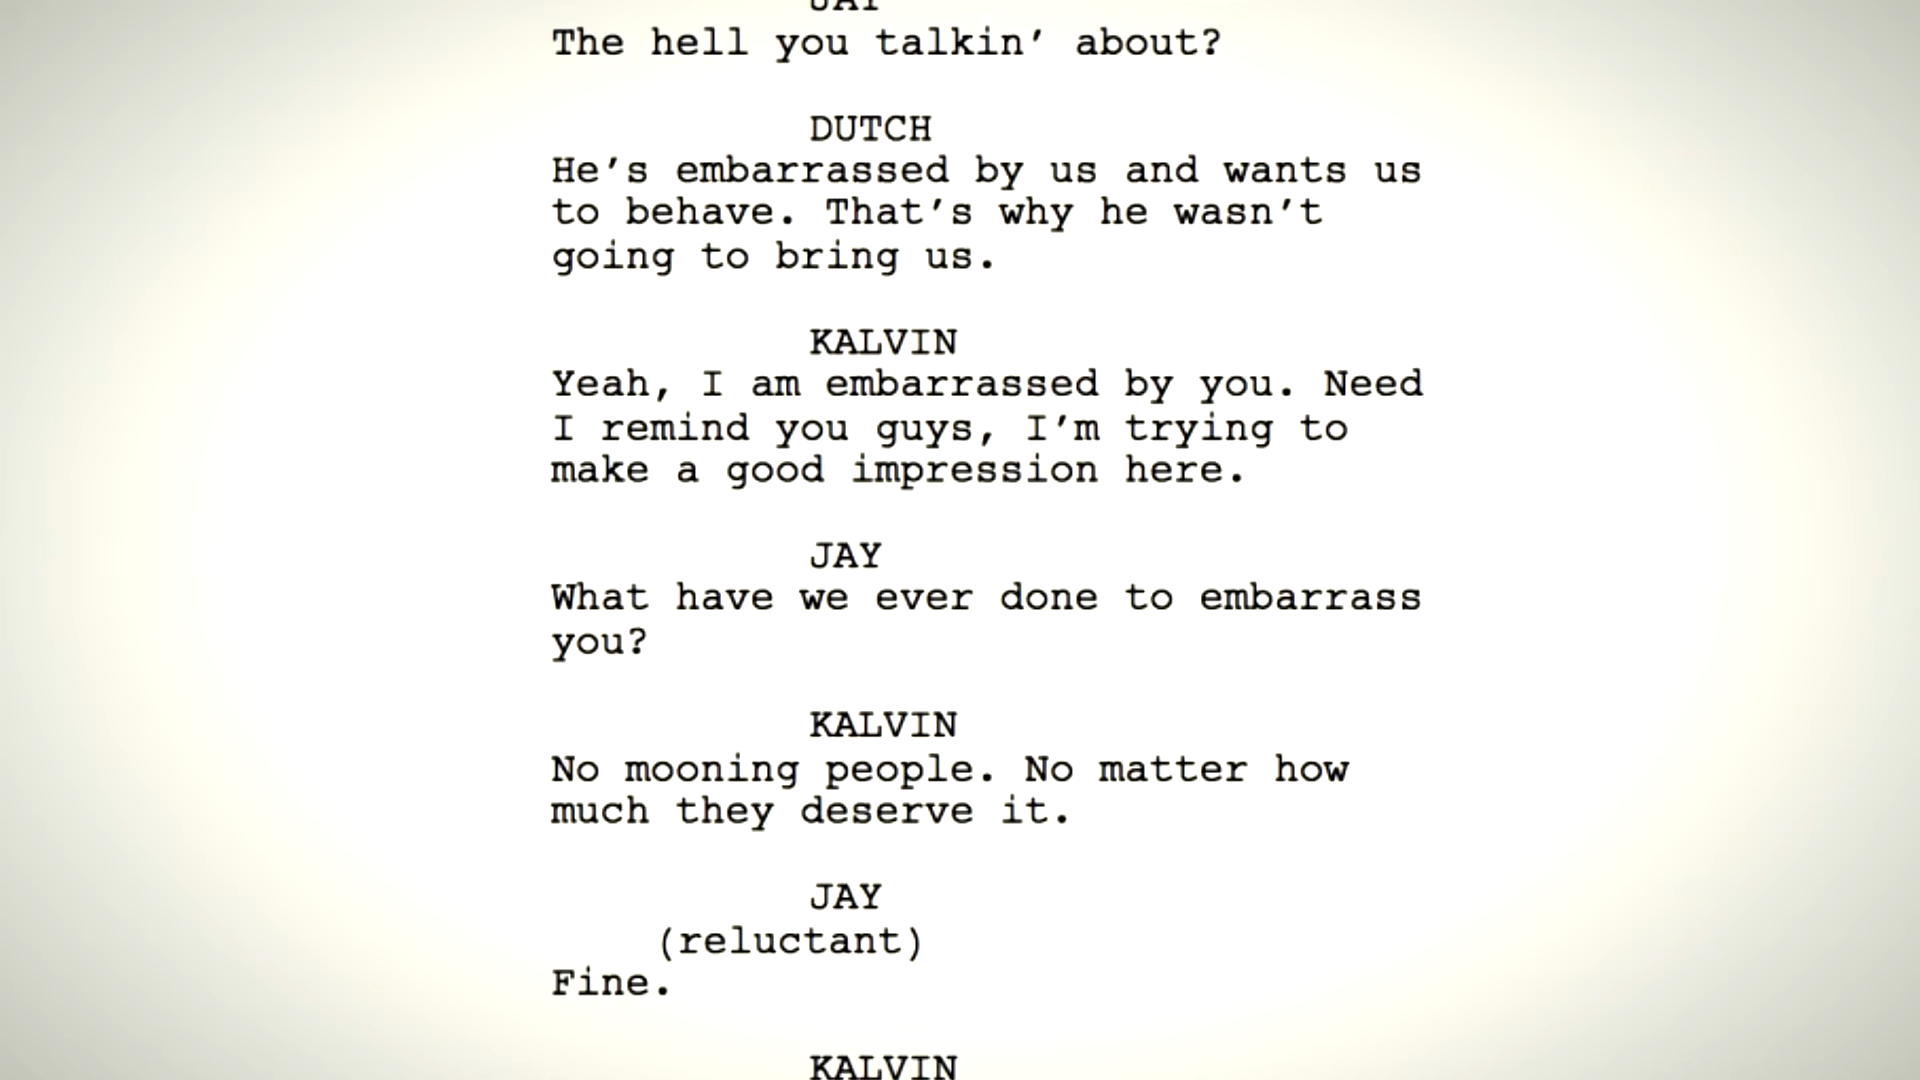 JAY
The hell you talkin’ about?
DUTCH
He’s embarrassed by us and wants us
to behave. That’s why he wasn’t
going to bring us.
KALVIN
Yeah, I am embarrassed by you. Need
I remind you guys, I’m trying to
make a good impression here.
JAY
What have we ever done to embarrass
you?
KALVIN
No mooning people. No matter how
much they deserve it.
JAY
(reluctant)
Fine.
KALVIN